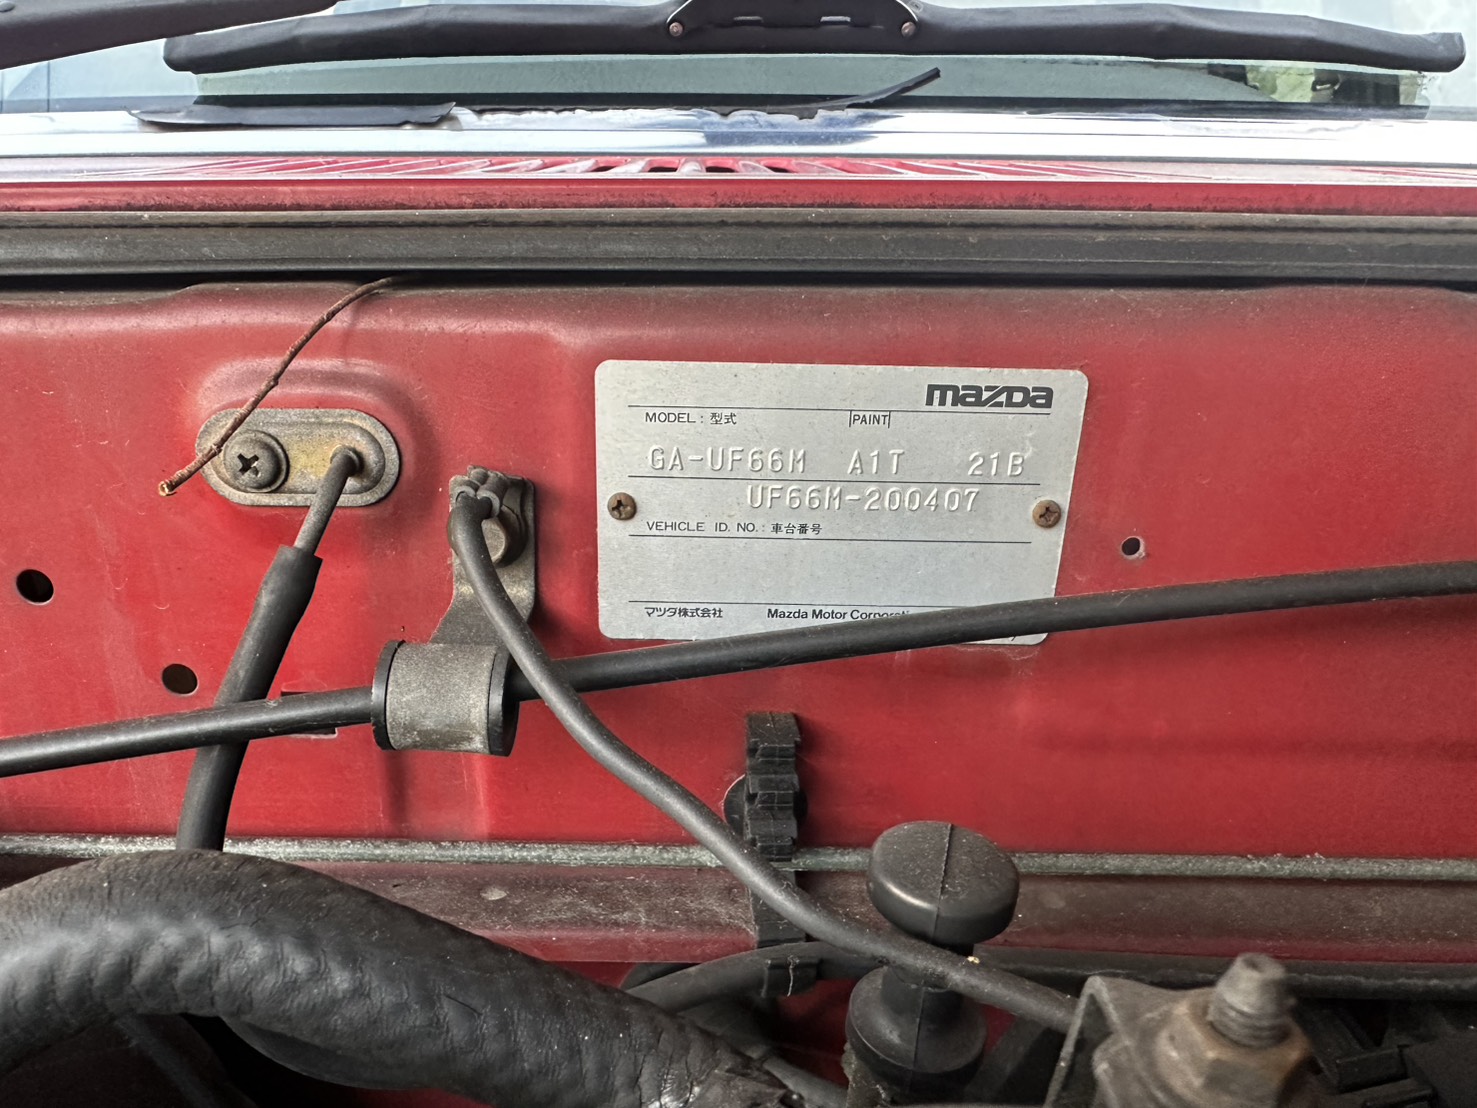 mazda
MODEL : 型式 PAINT
GA-UF66M A1T 21B
UF66M-200407
VEHICLE ID. NO. : 車台番号
マツダ株式会社 Mazda Motor